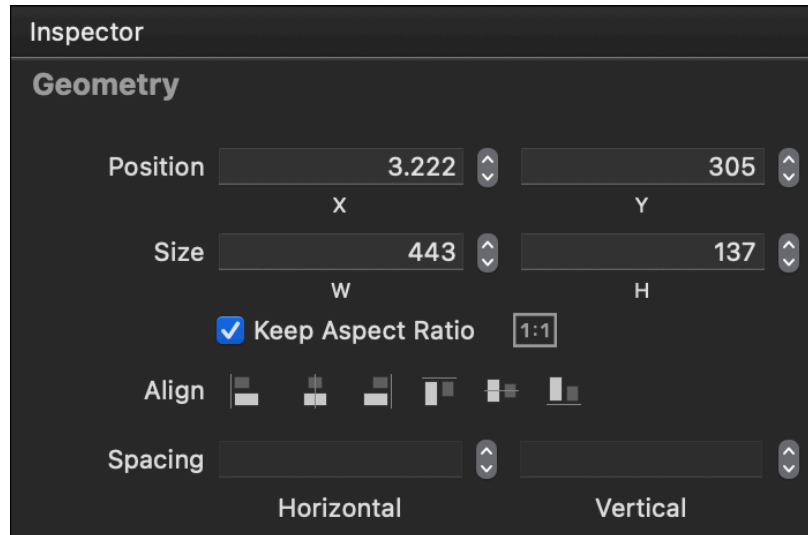 Inspector
Geometry
Position 3.222 305
X Y
Size 443 137
W H
Keep Aspect Ratio 1:1
Align
Spacing
Horizontal Vertical